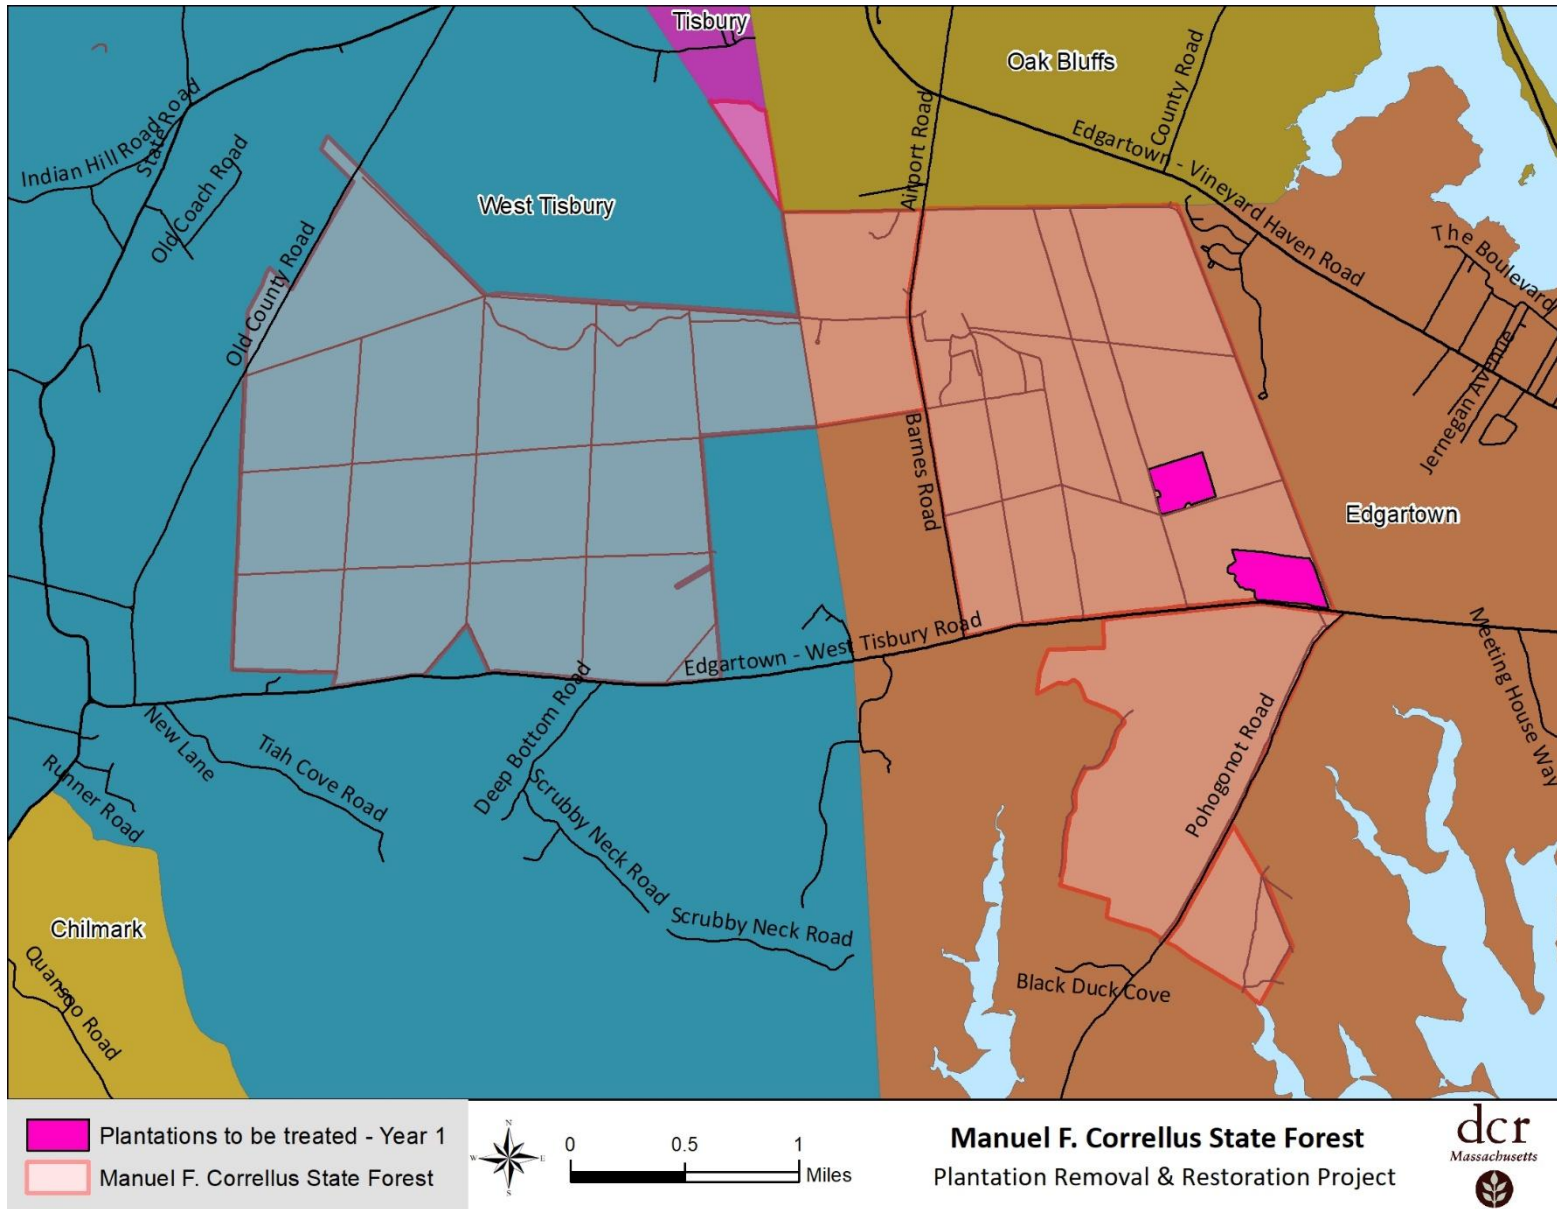 Tisbury
Oak Bluffs
County Road
Airport Road
Edgartown - Vineyard Haven Road
Indian Hill Road
State Road
Old Coach Road
West Tisbury
The Boulevard
Old County Road
Jernegan Avenue
Barnes Road
Edgartown
Edgartown - West Tisbury Road
Meeting House Way
New Lane
Tiah Cove Road
Deep Bottom Road
Runner Road
Scrubby Neck Road
Pohogonot Road
Chilmark
Scrubby Neck Road
Quansoo Road
Black Duck Cove
Plantations to be treated - Year 1
Manuel F. Correllus State Forest
N
W
E
S
0 0.5 1
Miles
Manuel F. Correllus State Forest
Plantation Removal & Restoration Project
dcr
Massachusetts